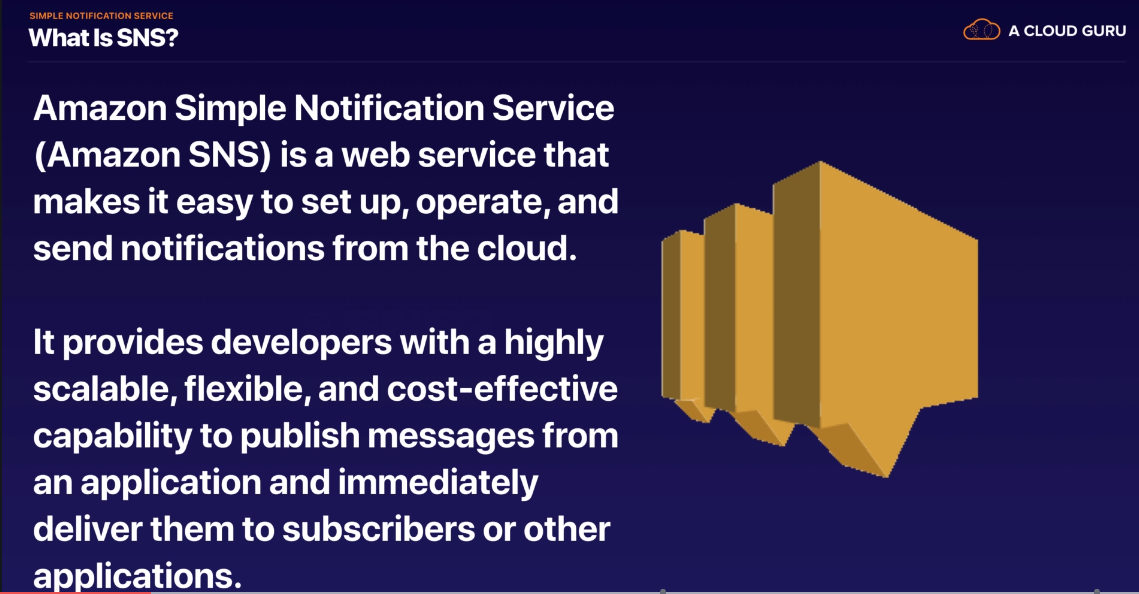 SIMPLE NOTIFICATION SERVICE
What Is SNS?
A CLOUD GURU
Amazon Simple Notification Service
(Amazon SNS) is a web service that
makes it easy to set up, operate, and
send notifications from the cloud.
It provides developers with a highly
scalable, flexible, and cost-effective
capability to publish messages from
an application and immediately
deliver them to subscribers or other
applications.